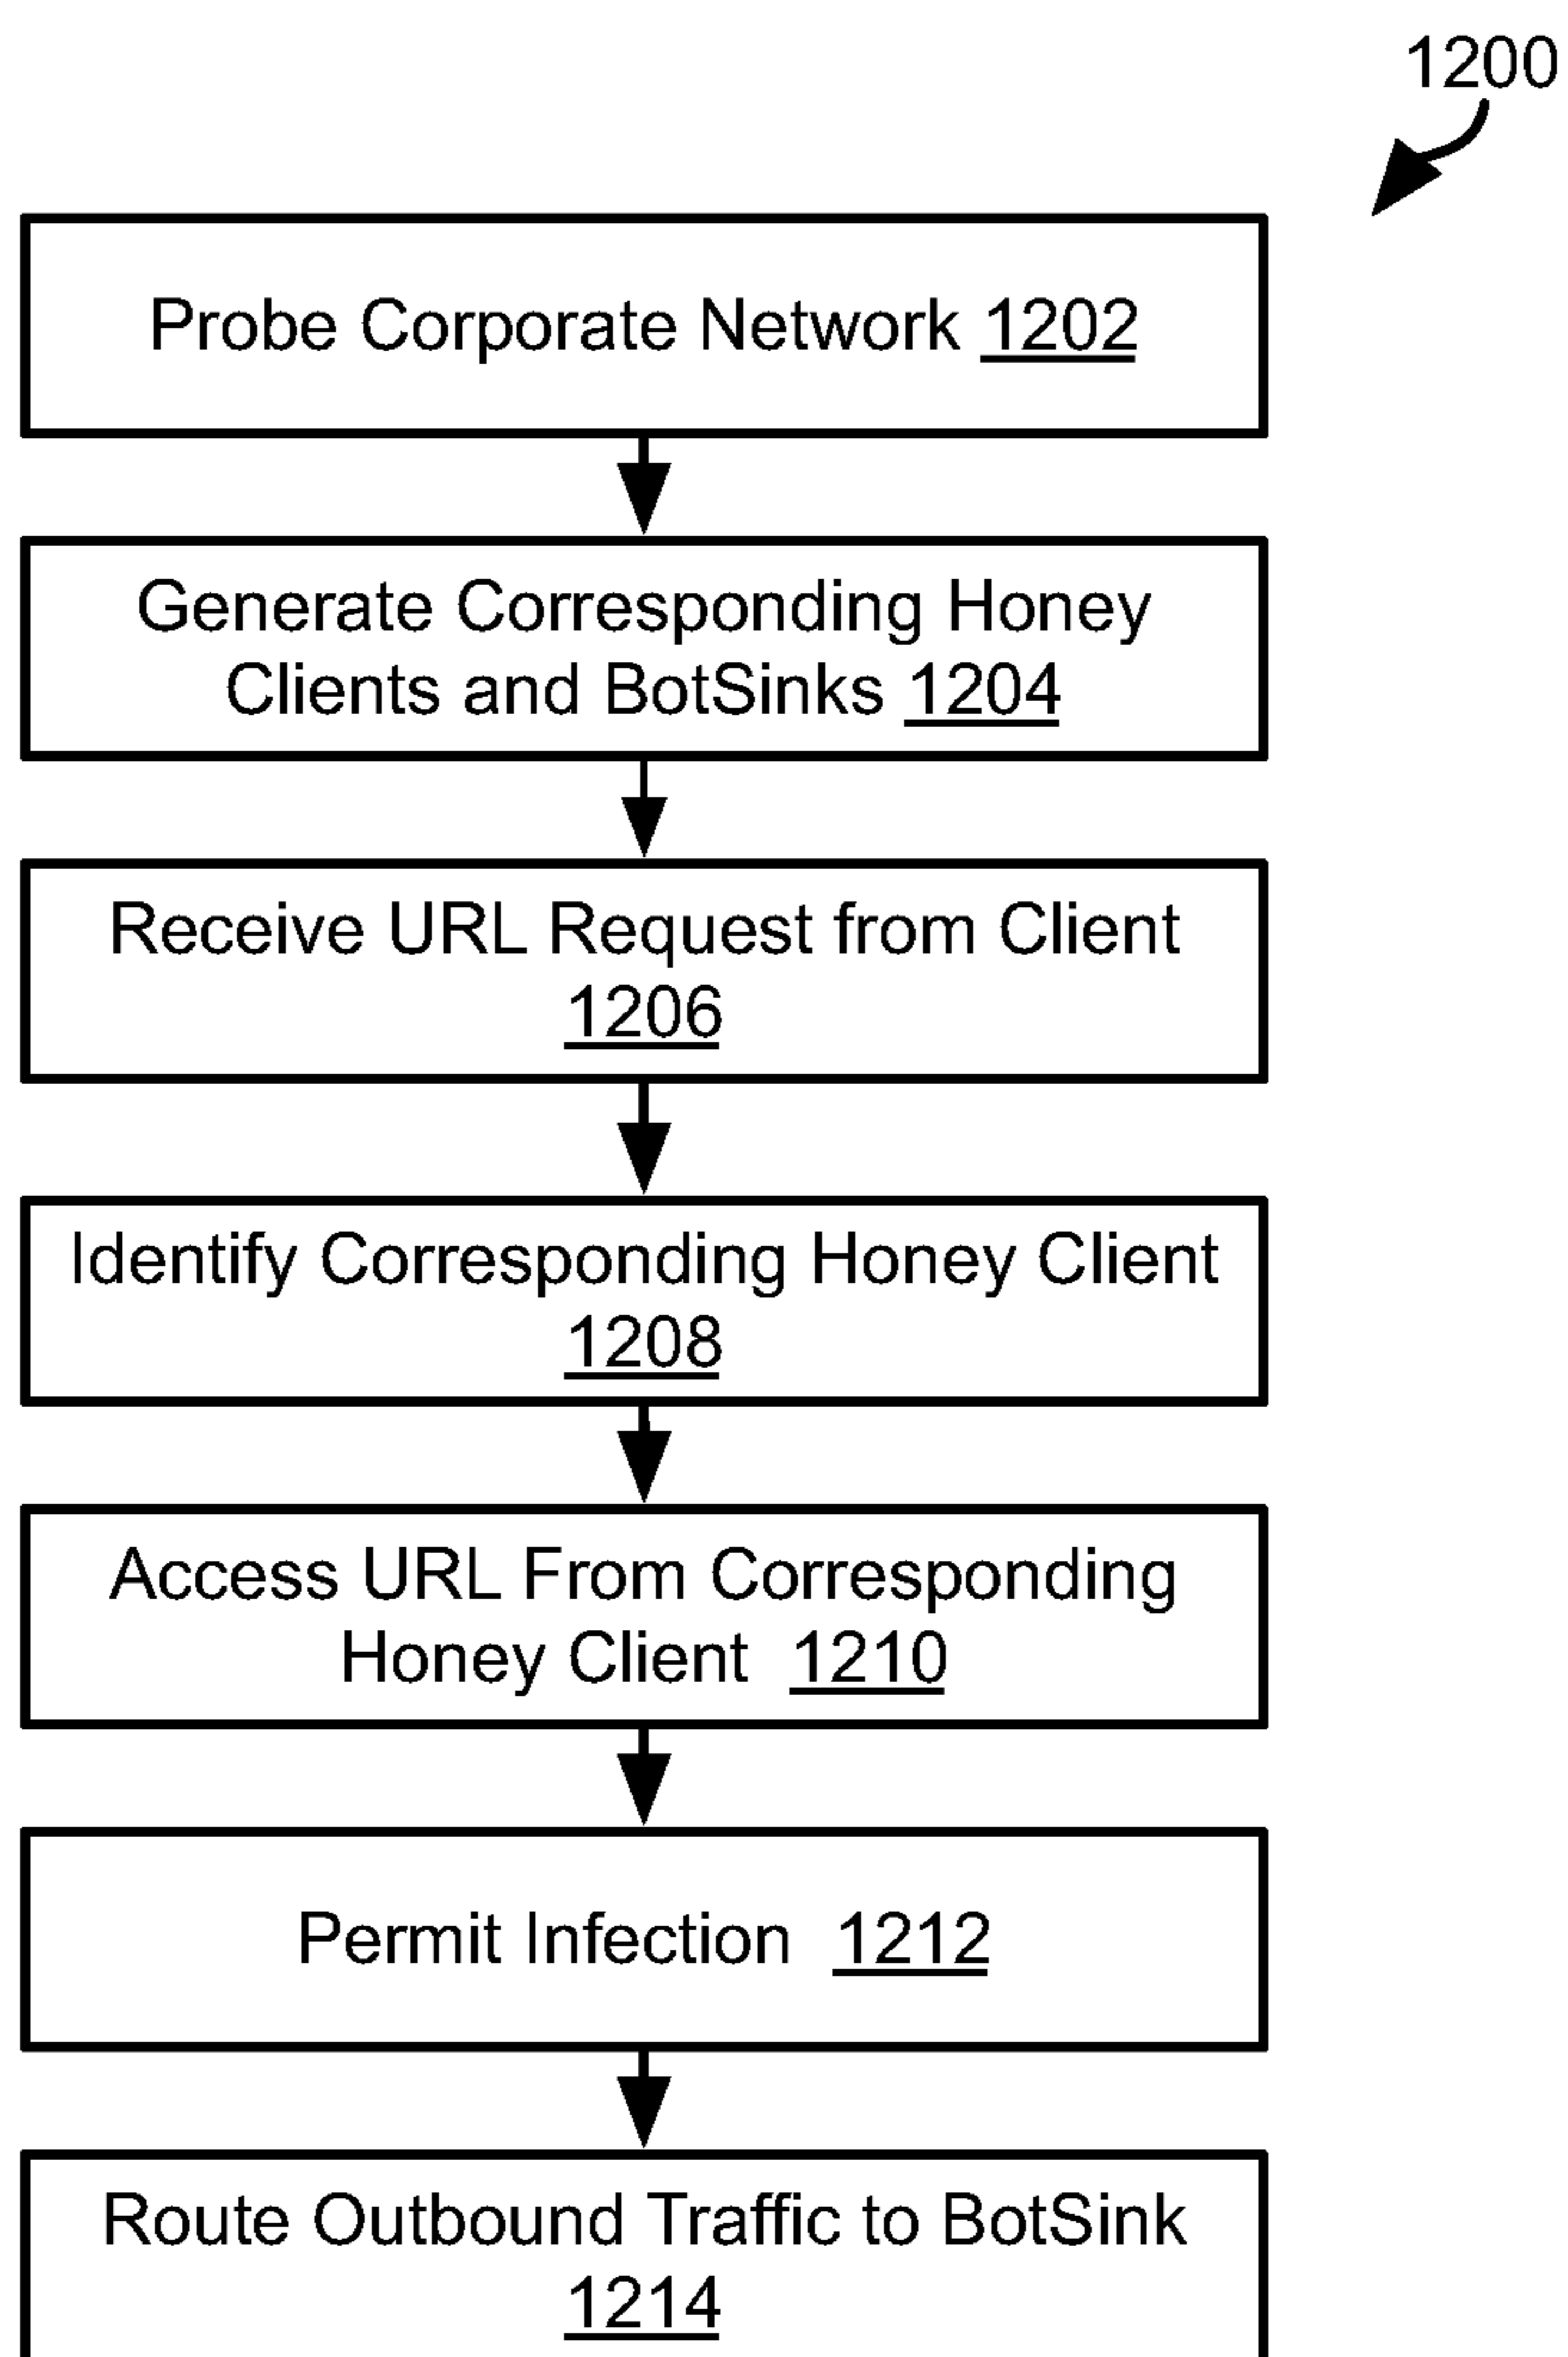 1200
Probe Corporate Network 1202
Generate Corresponding Honey
Clients and BotSinks 1204
Receive URL Request from Client
1206
Identify Corresponding Honey Client
1208
Access URL From Corresponding
Honey Client 1210
Permit Infection 1212
Route Outbound Traffic to BotSink
1214